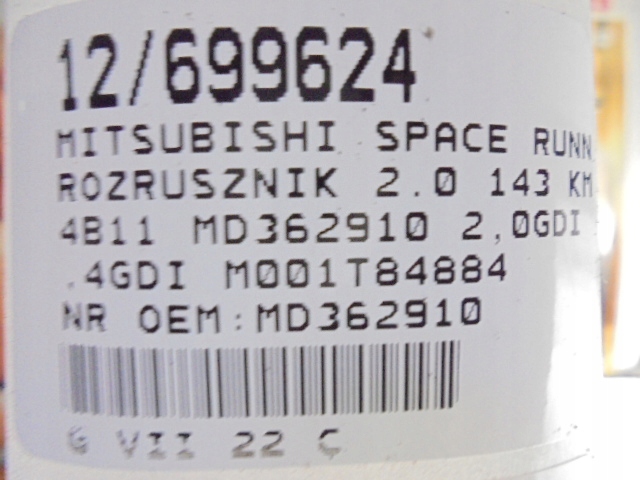 12/699624
MITSUBISHI SPACE RUNN
ROZRUSZNIK 2.0 143 KM
4B11 MD362910 2,0GDI
.4GDI M001T84884
NR OEM:MD362910
G VII 22 Ç